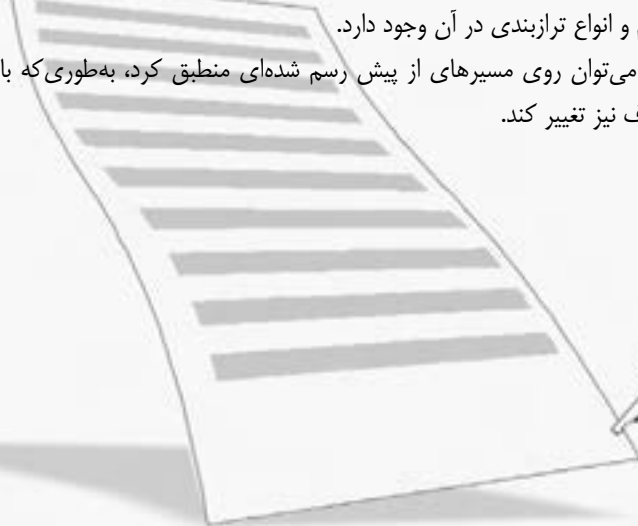 و انواع ترازبندی در آن وجود دارد.
می‌توان روی مسیرهای از پیش رسم شده‌ای منطبق کرد، به‌طوری‌که با
نیز تغییر کند.